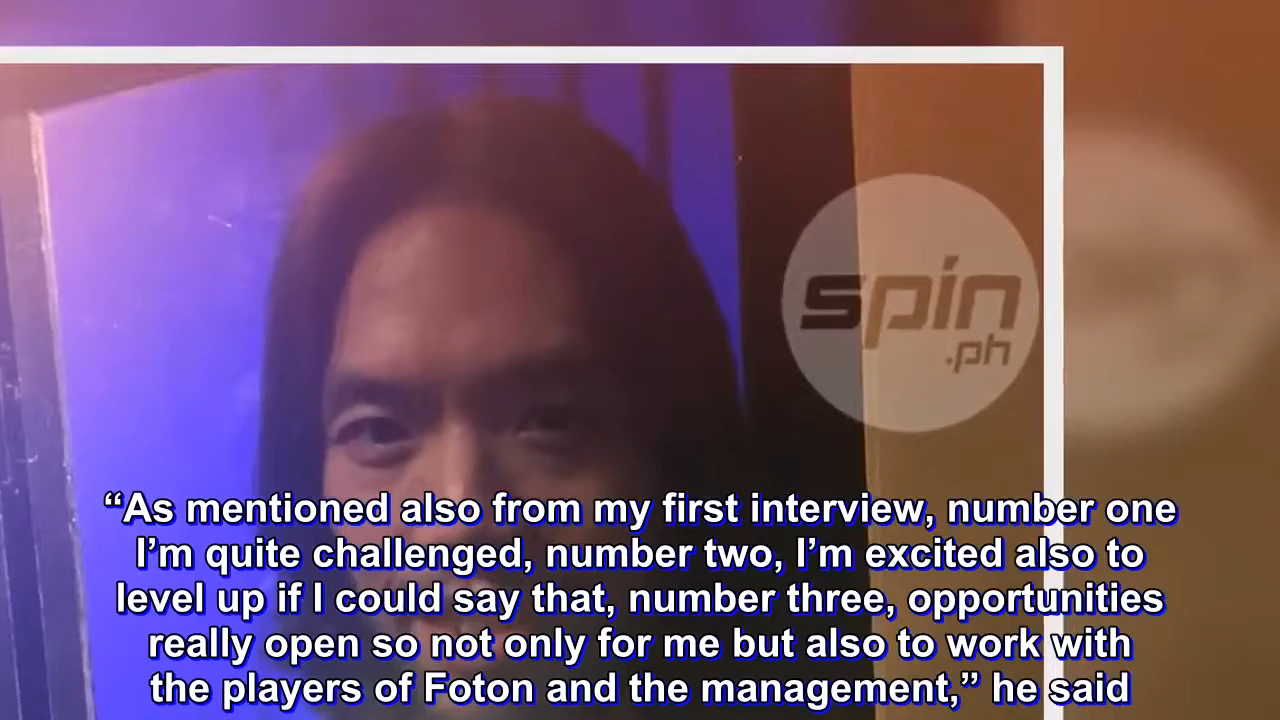 spin
.ph
“As mentioned also from my first interview, number one
I’m quite challenged, number two, I’m excited also to
level up if I could say that, number three, opportunities
really open so not only for me but also to work with
the players of Foton and the management,” he said